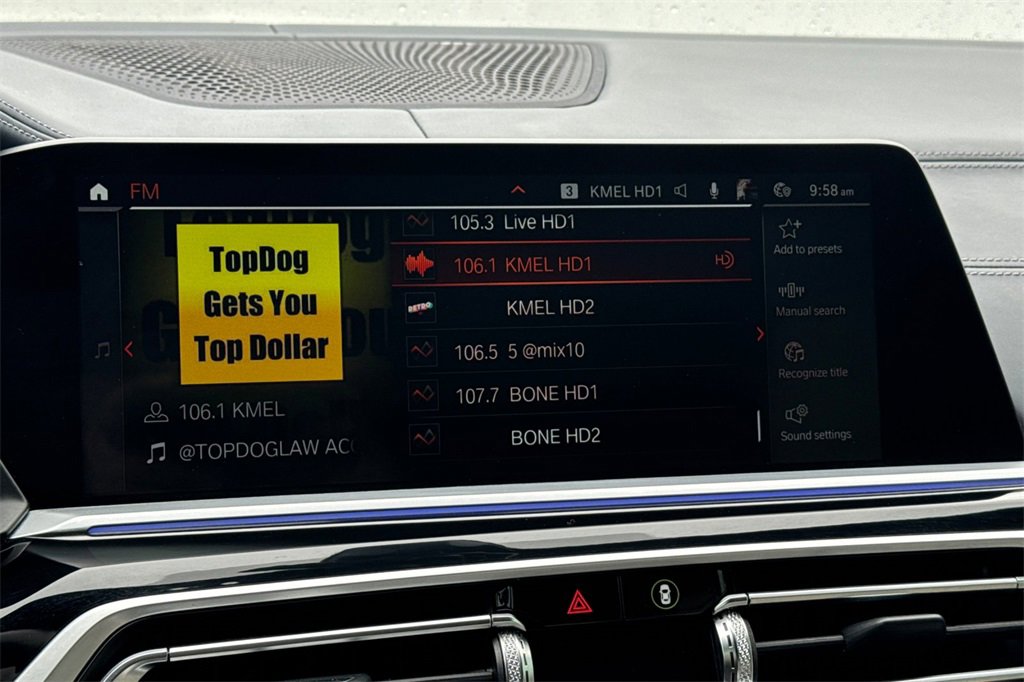 FM
3 KMEL HD1
9:58 am
TopDog
Gets You
Top Dollar
106.1 KMEL
@TOPDOGLAW AC
105.3 Live HD1
106.1 KMEL HD1
HD
RETRO
KMEL HD2
106.5 5 @mix10
107.7 BONE HD1
BONE HD2
Add to presets
Manual search
Recognize title
Sound settings